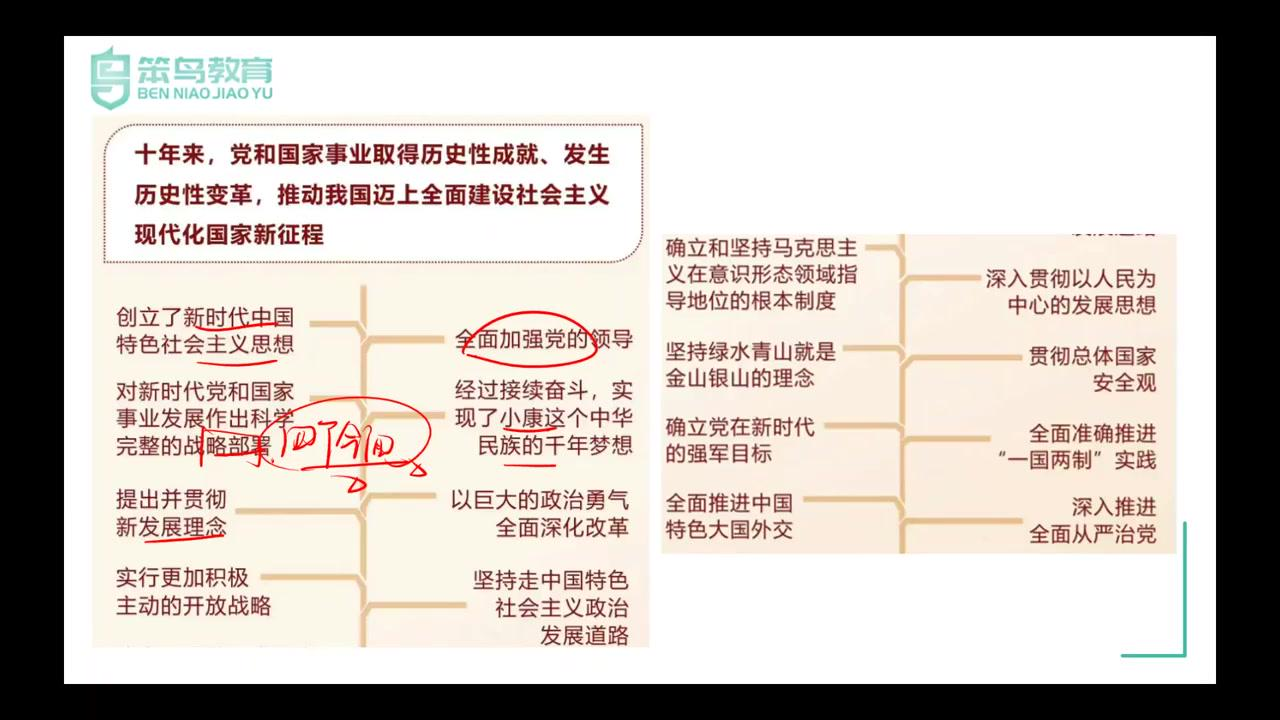 笨鸟教育
BEN NIAO JIAO YU
十年来，党和国家事业取得历史性成就、发生
历史性变革，推动我国迈上全面建设社会主义
现代化国家新征程
创立了新时代中国
特色社会主义思想
全面加强党的领导
对新时代党和国家
事业发展作出科学
完整的战略部署
经过接续奋斗，实
现了小康这个中华
民族的千年梦想
四个全面
提出并贯彻
新发展理念
以巨大的政治勇气
全面深化改革
实行更加积极
主动的开放战略
坚持走中国特色
社会主义政治
发展道路
确立和坚持马克思主
义在意识形态领域指
导地位的根本制度
深入贯彻以人民为
中心的发展思想
坚持绿水青山就是
金山银山的理念
贯彻总体国家
安全观
确立党在新时代
的强军目标
全面准确推进
“一国两制”实践
全面推进中国
特色大国外交
深入推进
全面从严治党